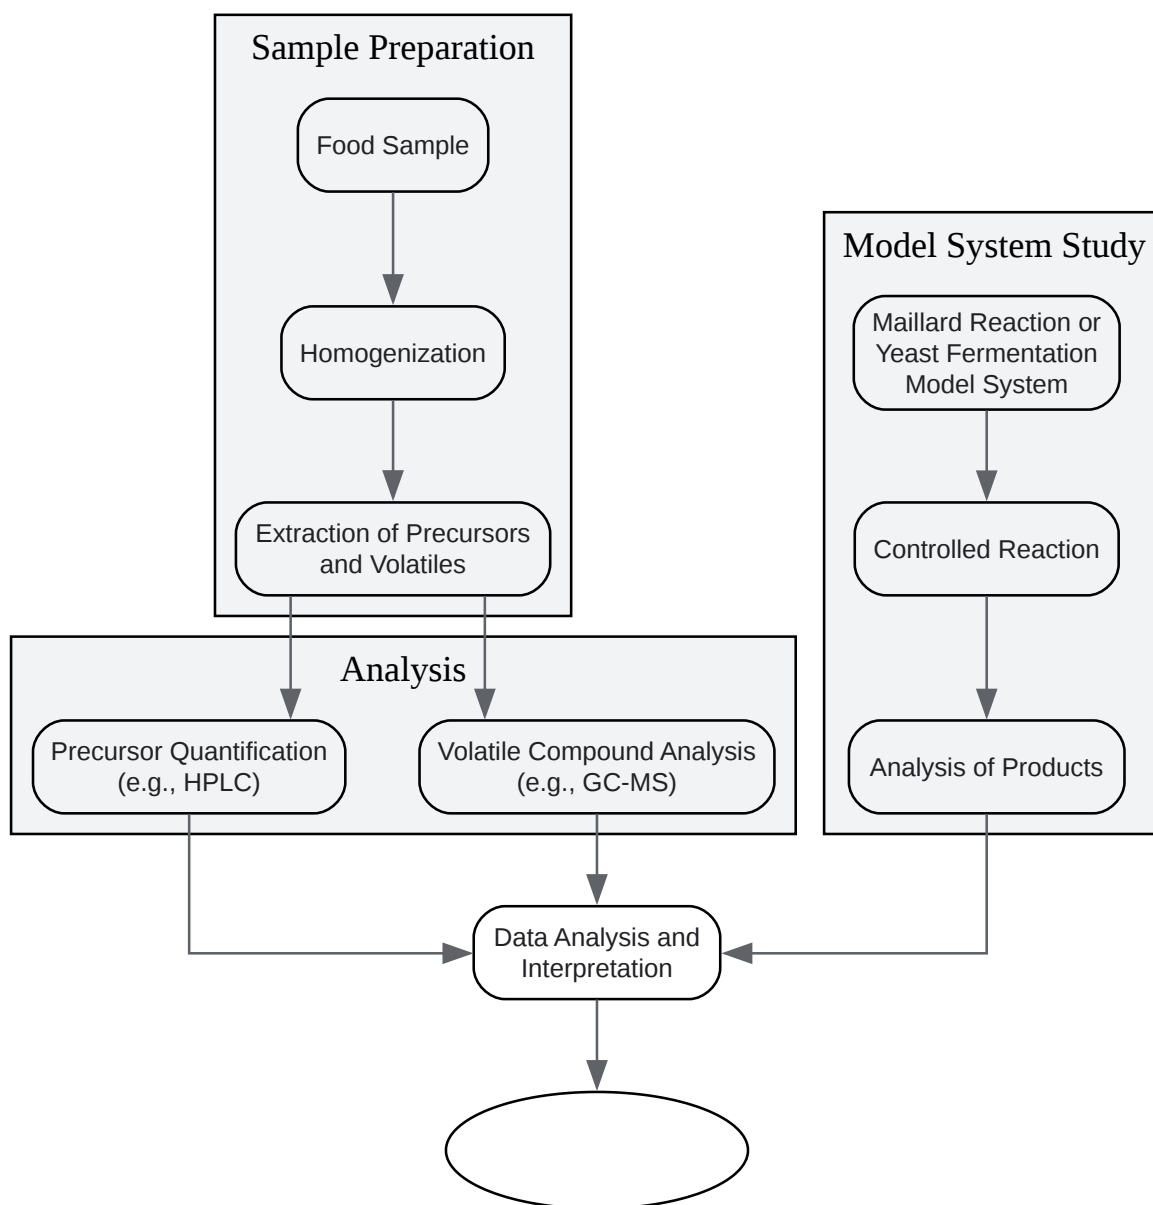 Sample Preparation
Food Sample
Homogenization
Extraction of Precursors
and Volatiles
Model System Study
Maillard Reaction or
Yeast Fermentation
Model System
Controlled Reaction
Analysis of Products
Analysis
Precursor Quantification
(e.g., HPLC)
Volatile Compound Analysis
(e.g., GC-MS)
Data Analysis and
Interpretation